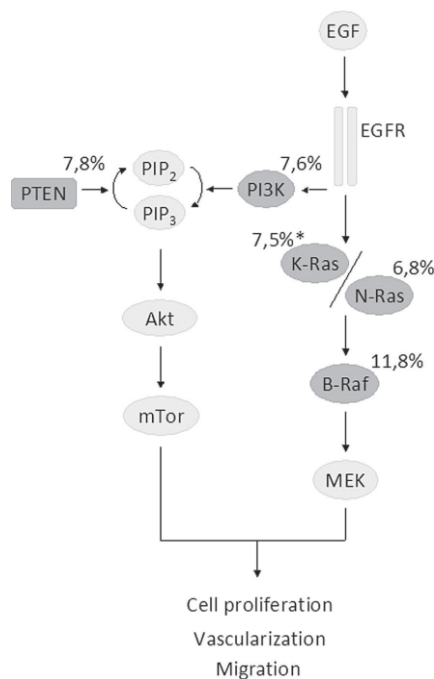 EGF
EGFR
7,8%
PIP2
7,6%
PTEN
PI3K
PIP3
7,5%*
K-Ras
6,8%
N-Ras
Akt
11,8%
B-Raf
mTor
MEK
Cell proliferation
Vascularization
Migration